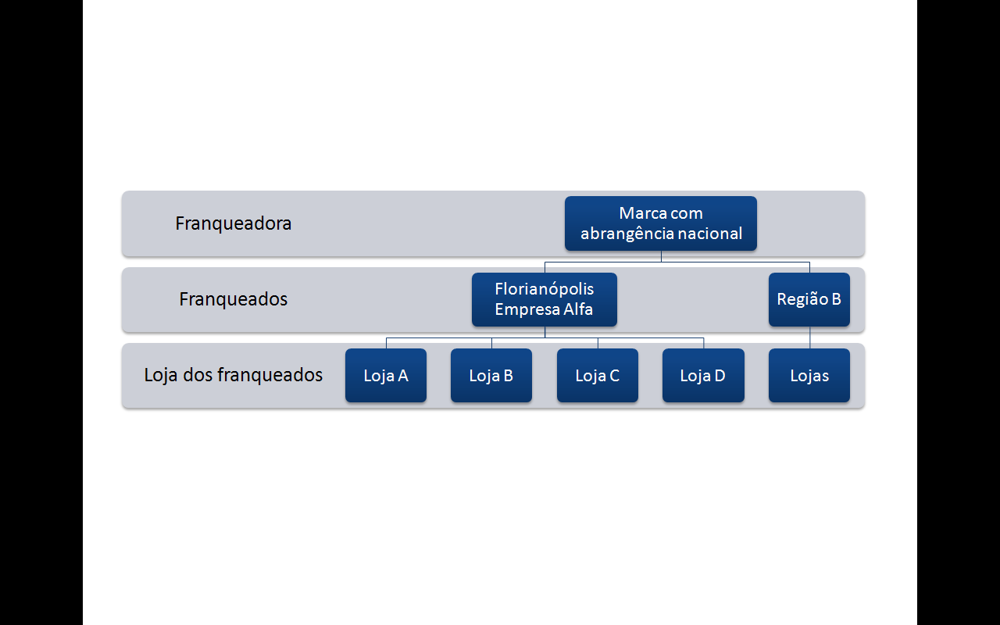 Franqueadora
Marca com
abrangência nacional
Franqueados
Florianópolis
Empresa Alfa
Região B
Loja dos franqueados
Loja A
Loja B
Loja C
Loja D
Lojas